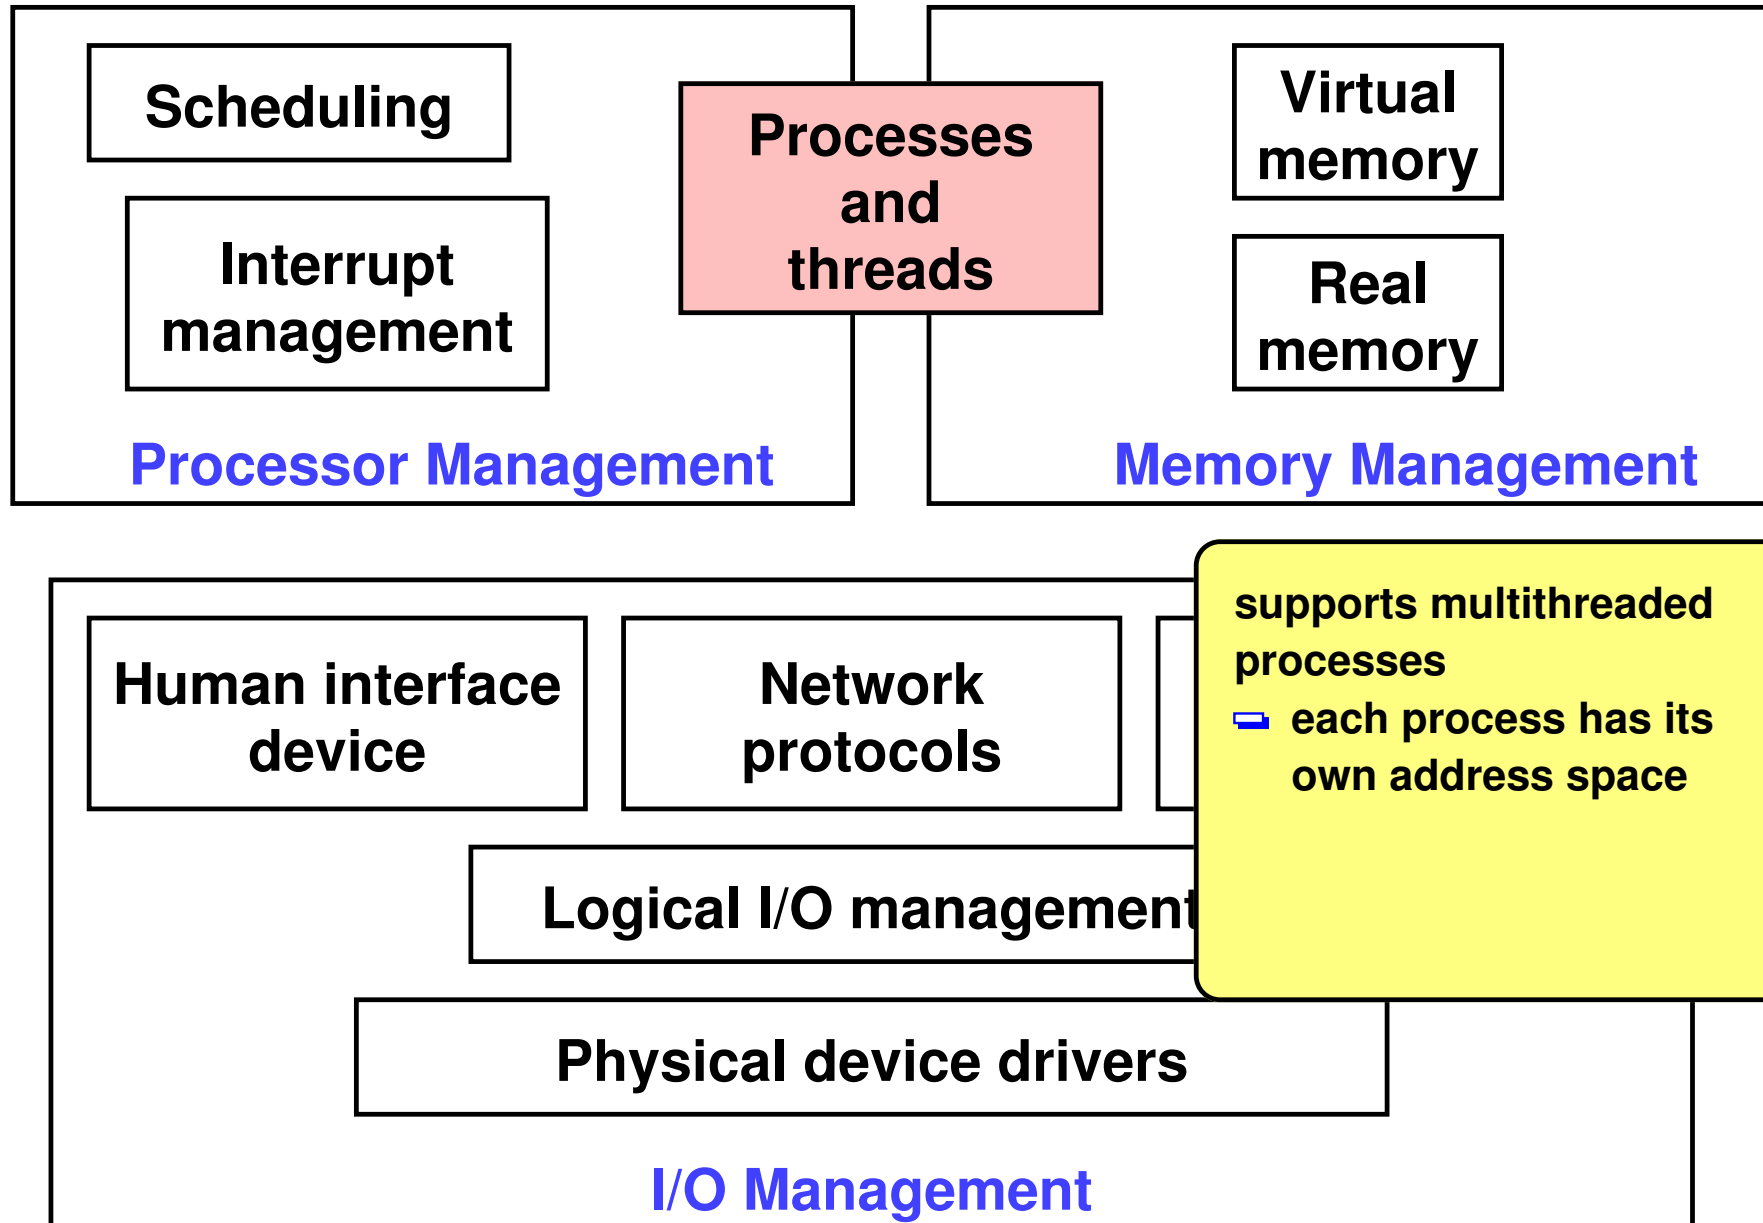 Scheduling
Interrupt
management
Processor Management
Processes
and
threads
Virtual
memory
Real
memory
Memory Management
Human interface
device
Network
protocols
supports multithreaded
processes
each process has its
own address space
Logical I/O management
Physical device drivers
I/O Management